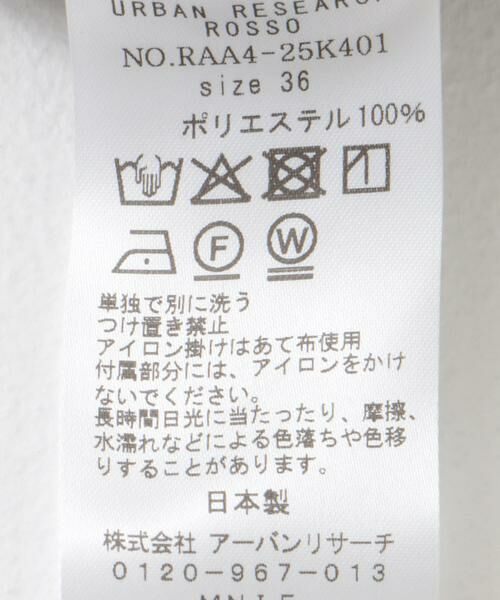 URBAN RESEARCH
ROSSO
NO.RAA4-25K401
size 36
ポリエステル100%
F
W
単独で別に洗う
つけ置き禁止
アイロン掛けはあて布使用
付属部分には、アイロンをかけ
ないでください。
長時間日光に当たったり、摩擦、
水濡れなどによる色落ちや色移
りすることがあります。
日本製
株式会社 アーバンリサーチ
0120-967-013